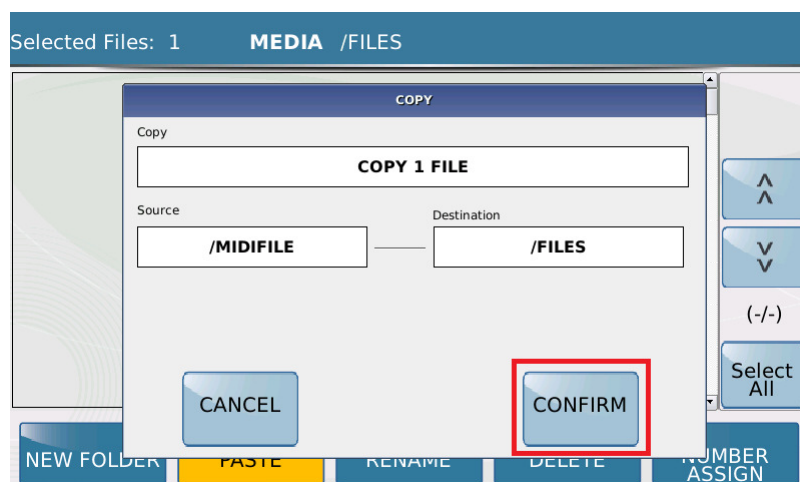 Selected Files: 1 MEDIA /FILES
COPY
Copy
COPY 1 FILE
Source Destination
/MIDIFILE /FILES
(-/-)
Select
All
CANCEL CONFIRM
NEW FOLDER PASTE RENAME DELETE NUMBER
ASSIGN